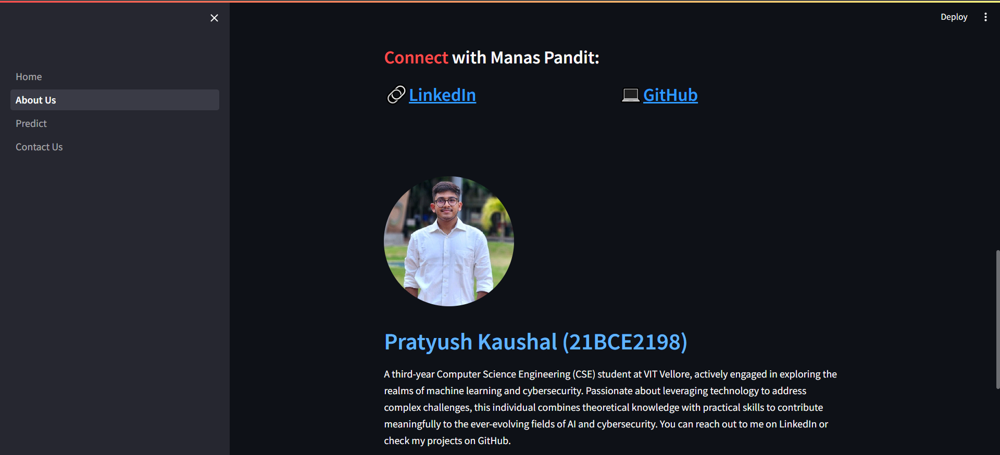 Deploy
Home
About Us
Predict
Contact Us
Connect with Manas Pandit:
LinkedIn
GitHub
Pratyush Kaushal (21BCE2198)
A third-year Computer Science Engineering (CSE) student at VIT Vellore, actively engaged in exploring the
realms of machine learning and cybersecurity. Passionate about leveraging technology to address
complex challenges, this individual combines theoretical knowledge with practical skills to contribute
meaningfully to the ever-evolving fields of AI and cybersecurity. You can reach out to me on LinkedIn or
check my projects on GitHub.